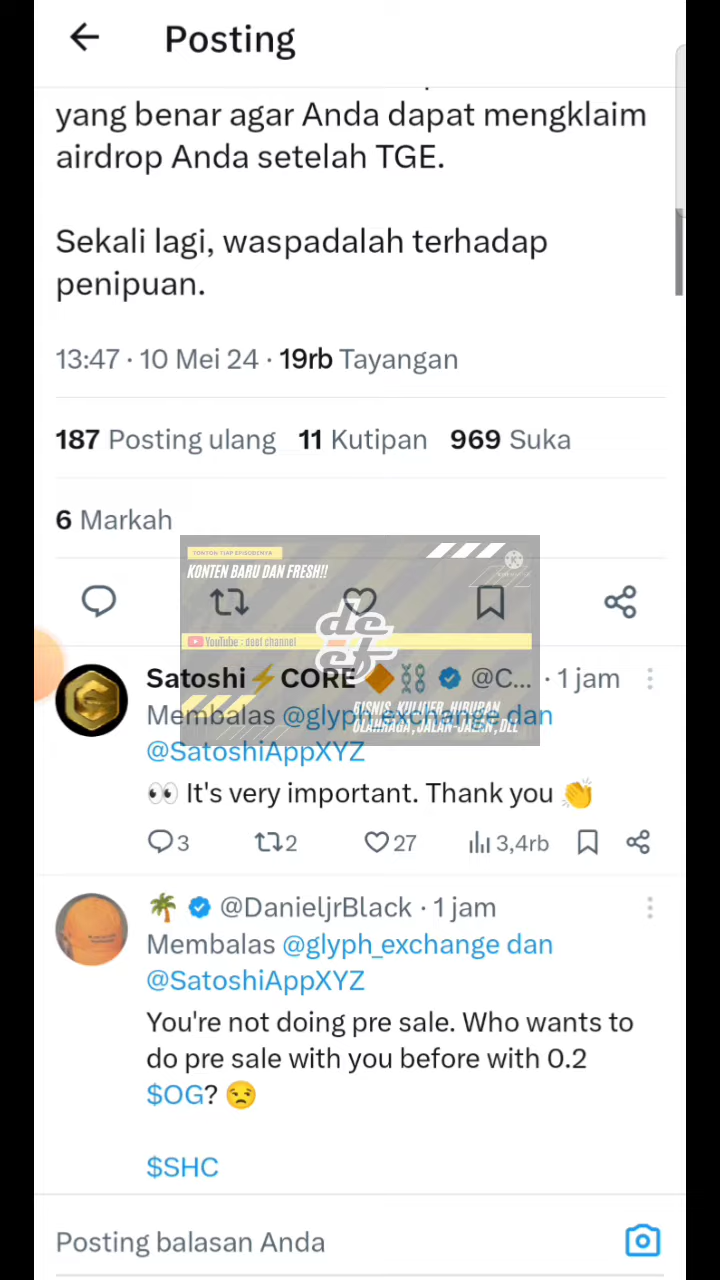 Posting
yang benar agar Anda dapat mengklaim
airdrop Anda setelah TGE.
Sekali lagi, waspadalah terhadap
penipuan.
13:47 · 10 Mei 24 · 19rb Tayangan
187 Posting ulang 11 Kutipan 969 Suka
6 Markah
TONTON TIAP EPISODENYA
KONTEN BARU DAN FRESH!!
YouTube : deef channel
deef
BISNIS, KULINER, HIBURAN
OLAHRAGA, JALAN-JALAN, DLL
Satoshi⚡CORE 🔶⛓ @C... · 1 jam
Membalas @glyph_exchange dan
@SatoshiAppXYZ
👀 It's very important. Thank you 👏
3 2 27 3,4rb
🌴 @DanieljrBlack · 1 jam
Membalas @glyph_exchange dan
@SatoshiAppXYZ
You're not doing pre sale. Who wants to
do pre sale with you before with 0.2
$OG? 😒
$SHC
Posting balasan Anda